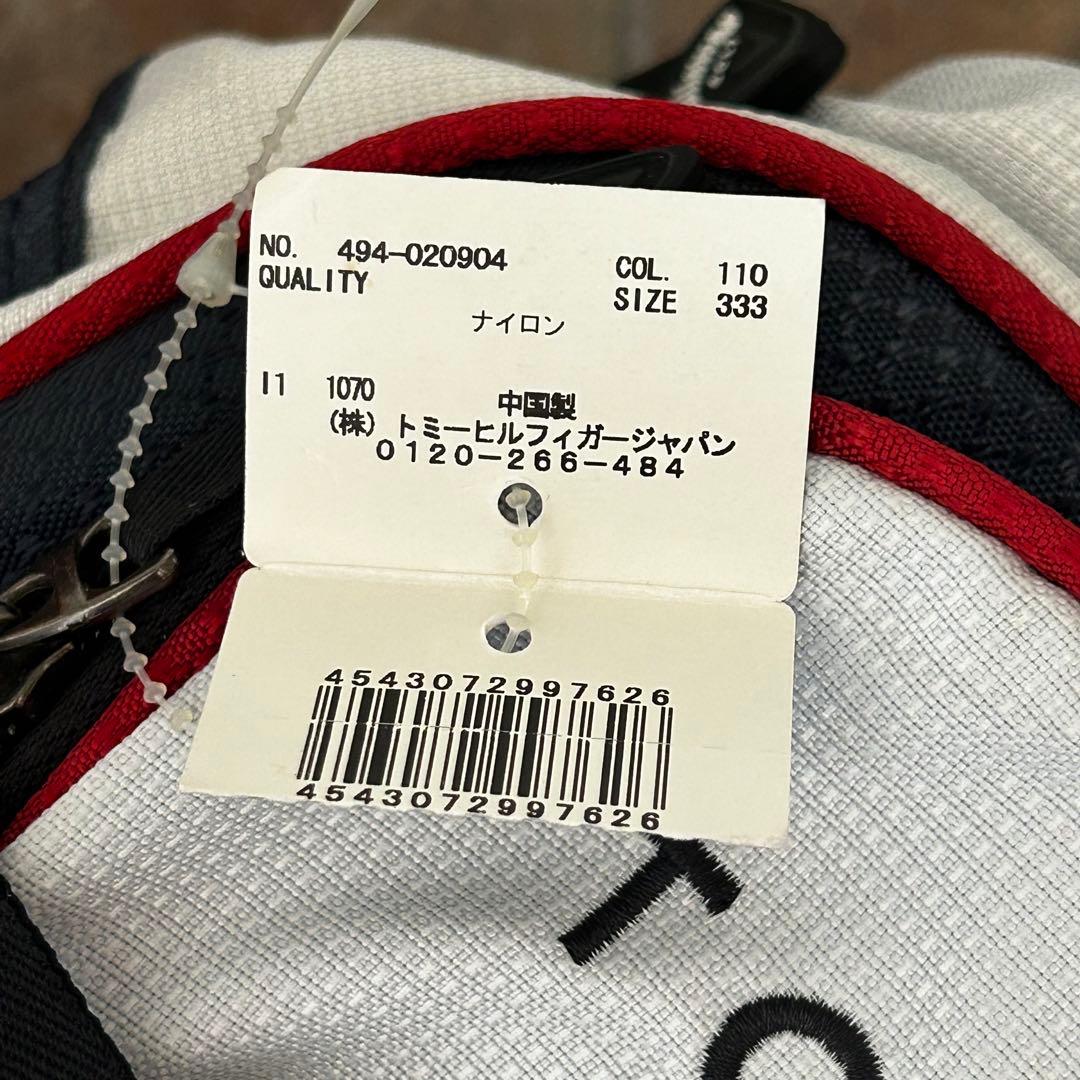 NO. 494-020904 COL. 110
QUALITY SIZE 333
ナイロン
I1 1070 中国製
(株) トミーヒルフィガージャパン
0120-266-484
4543072997626
4543072997626
T
O